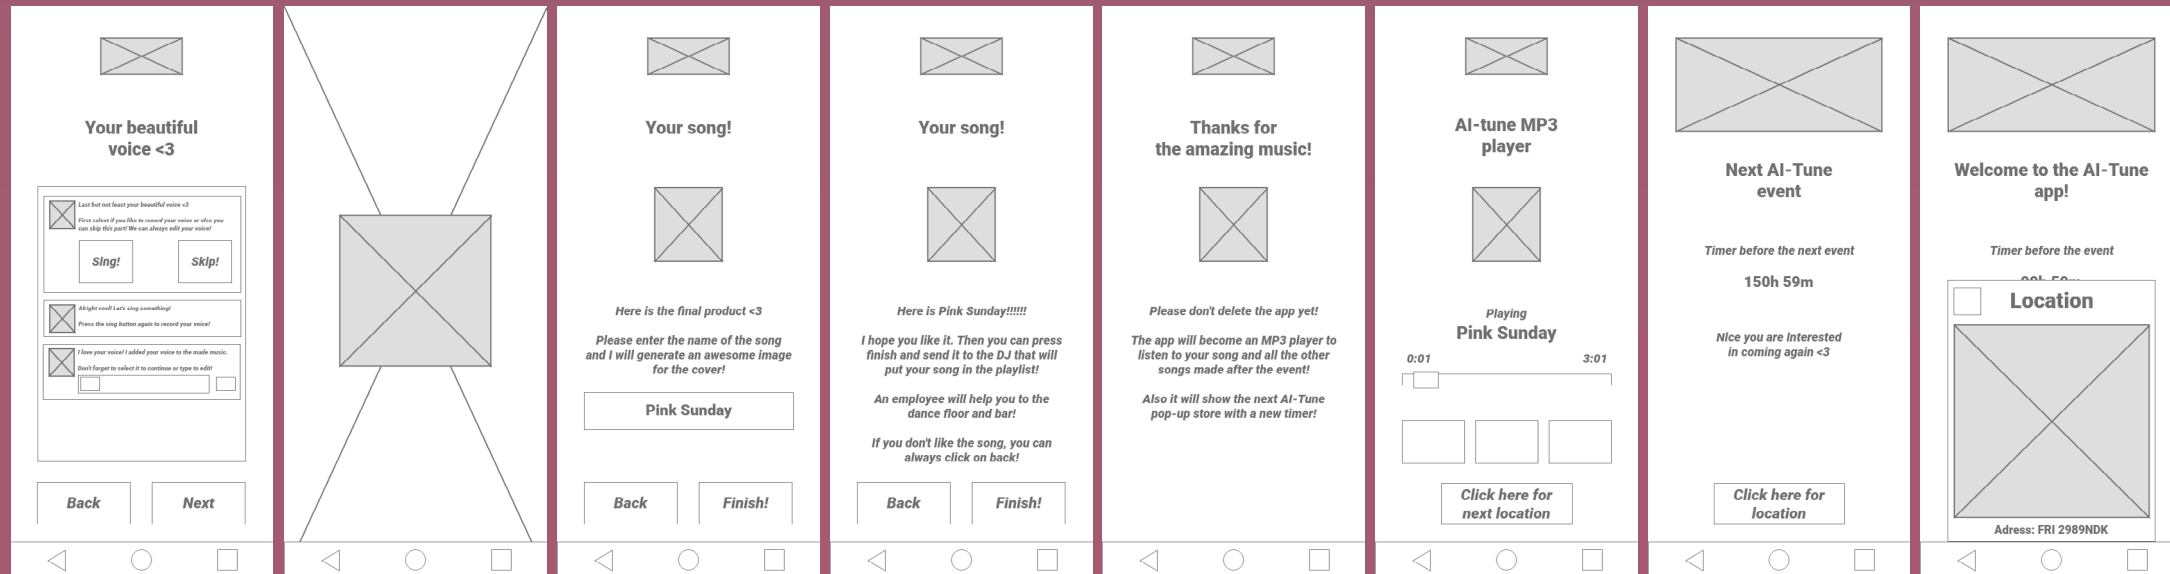 Your beautiful
voice <3
Last but not least your beautiful voice <3
First select if you like to record your voice or else you
can skip this part! We can always edit your voice!
Sing!
Skip!
Alright cool! Let's sing something!
Press the sing button again to record your voice!
I love your voice! I added your voice to the made music.
Don't forget to select it to continue or type to edit!
Back
Next
Your song!
Here is the final product <3
Please enter the name of the song
and I will generate an awesome image
for the cover!
Pink Sunday
Back
Finish!
Your song!
Here is Pink Sunday!!!!!!
I hope you like it. Then you can press
finish and send it to the DJ that will
put your song in the playlist!
An employee will help you to the
dance floor and bar!
If you don't like the song, you can
always click on back!
Back
Finish!
Thanks for
the amazing music!
Please don't delete the app yet!
The app will become an MP3 player to
listen to your song and all the other
songs made after the event!
Also it will show the next AI-Tune
pop-up store with a new timer!
AI-tune MP3
player
Playing
Pink Sunday
0:01
3:01
Click here for
next location
Next AI-Tune
event
Timer before the next event
150h 59m
Nice you are interested
in coming again <3
Click here for
location
Welcome to the AI-Tune
app!
Timer before the event
Location
Adress: FRI 2989NDK